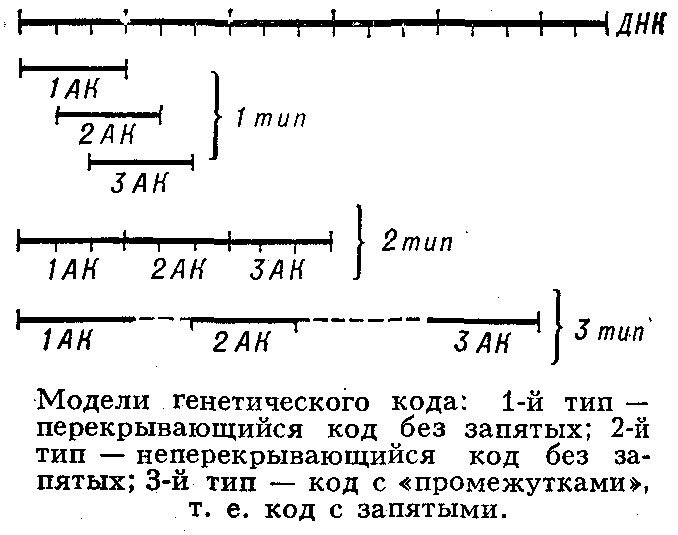 ДНК
1АК
2АК
3АК
1 тип
1АК 2АК 3АК
2 тип
1АК 2АК 3АК
3 тип
Модели генетического кода: 1-й тип —
перекрывающийся код без запятых; 2-й
тип — неперекрывающийся код без за-
пятых; 3-й тип — код с «промежутками»,
т. е. код с запятыми.